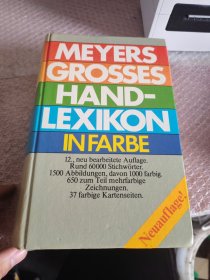 MEYERS
GROSSES
HAND-
LEXIKON
IN FARBE
12., neu bearbeitete Auflage.
Rund 60000 Stichwörter.
1500 Abbildungen, davon 1000 farbig.
650 zum Teil mehrfarbige
Zeichnungen,
37 farbige Kartenseiten.
Neuauflage!